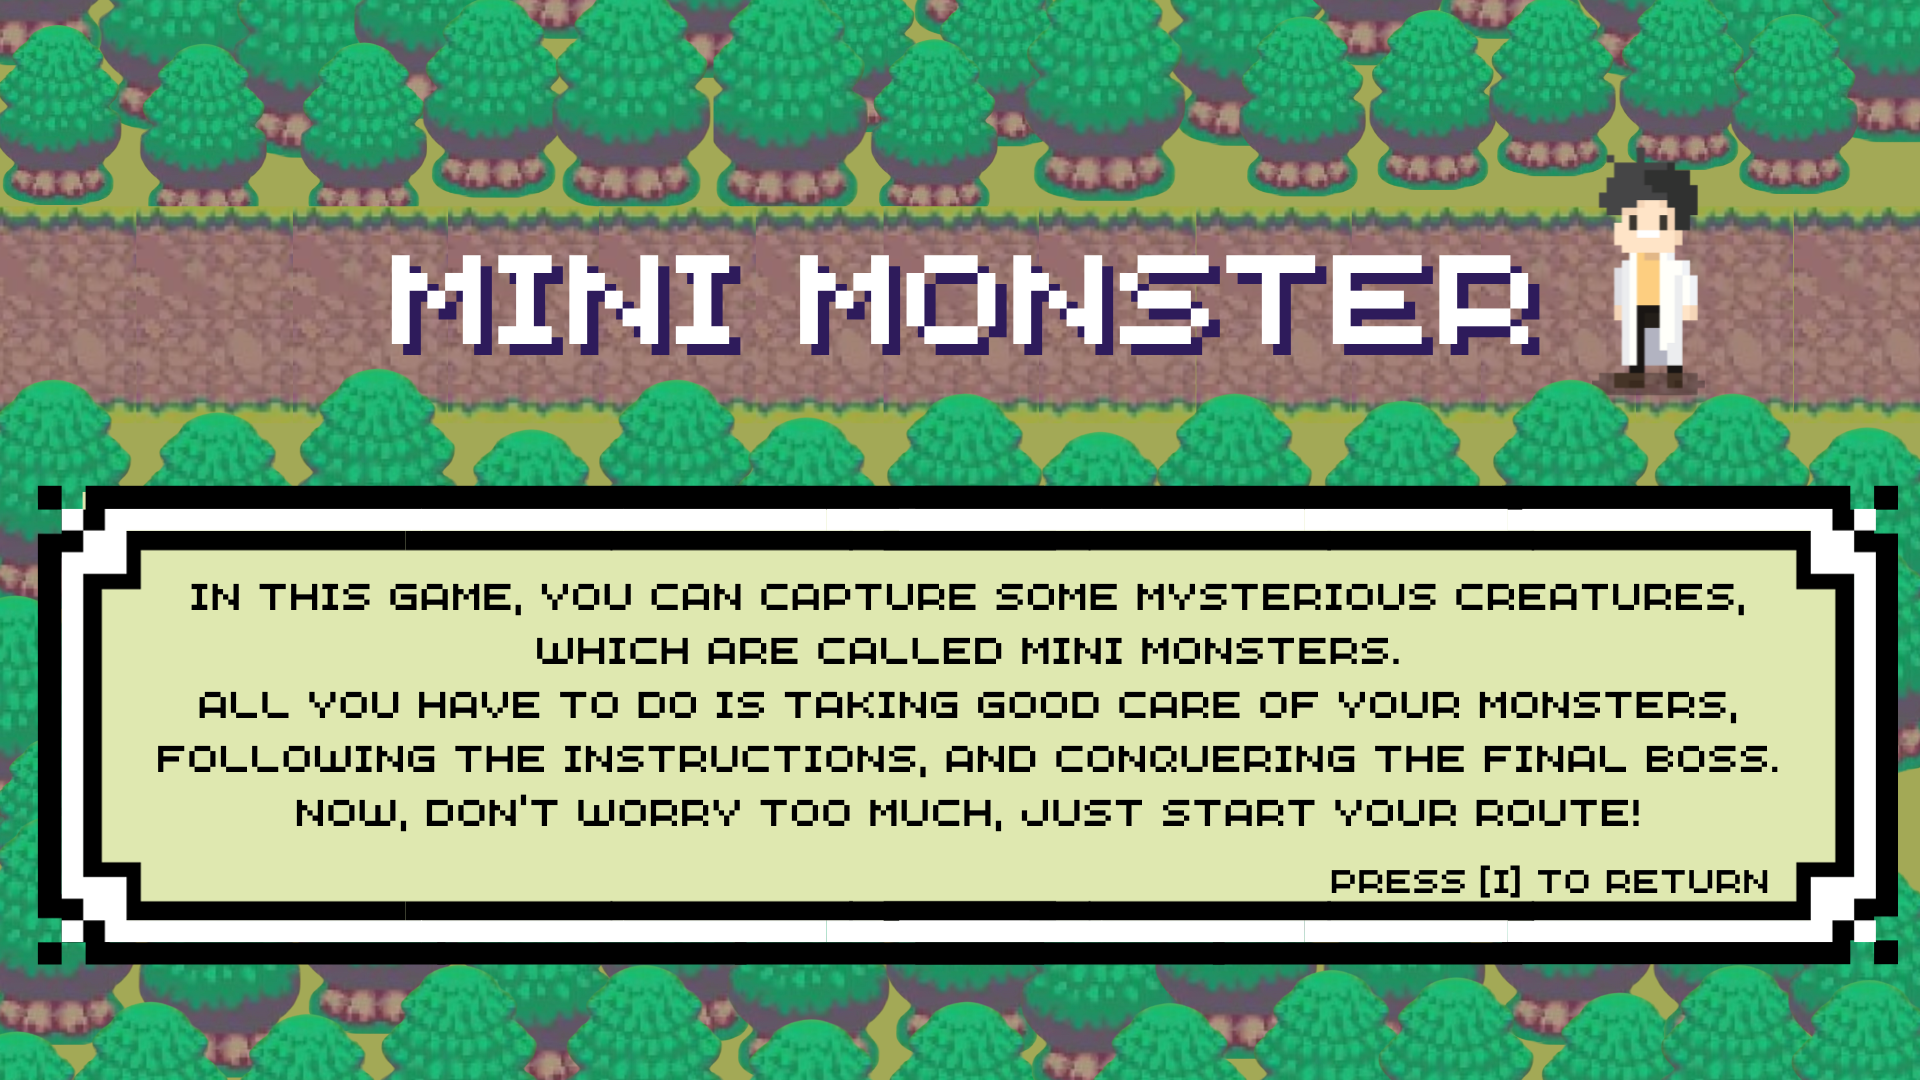 MINI MONSTER
IN THIS GAME, YOU CAN CAPTURE SOME MYSTERIOUS CREATURES,
WHICH ARE CALLED MINI MONSTERS.
ALL YOU HAVE TO DO IS TAKING GOOD CARE OF YOUR MONSTERS,
FOLLOWING THE INSTRUCTIONS, AND CONQUERING THE FINAL BOSS.
NOW, DON'T WORRY TOO MUCH, JUST START YOUR ROUTE!
PRESS [I] TO RETURN